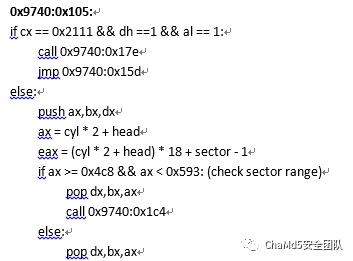 0x9740:0x105:
if cx == 0x2111 && dh ==1 && al == 1:
call 0x9740:0x17e
jmp 0x9740:0x15d
else:
push ax,bx,dx
ax = cyl * 2 + head
eax = (cyl * 2 + head) * 18 + sector - 1
if ax >= 0x4c8 && ax < 0x593: (check sector range)
pop dx,bx,ax
call 0x9740:0x1c4
else:
pop dx,bx,ax
ChaMd5安全团队